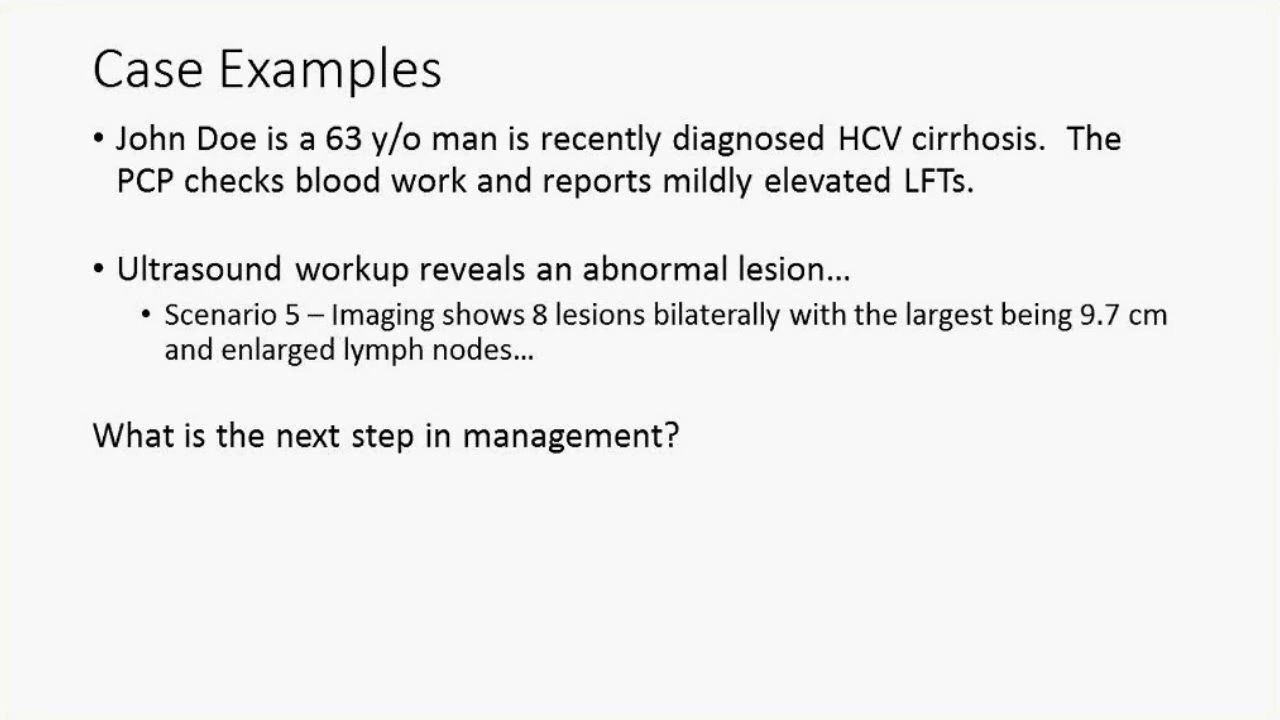 Case Examples
• John Doe is a 63 y/o man is recently diagnosed HCV cirrhosis. The
PCP checks blood work and reports mildly elevated LFTs.
• Ultrasound workup reveals an abnormal lesion...
• Scenario 5 – Imaging shows 8 lesions bilaterally with the largest being 9.7 cm
and enlarged lymph nodes...
What is the next step in management?